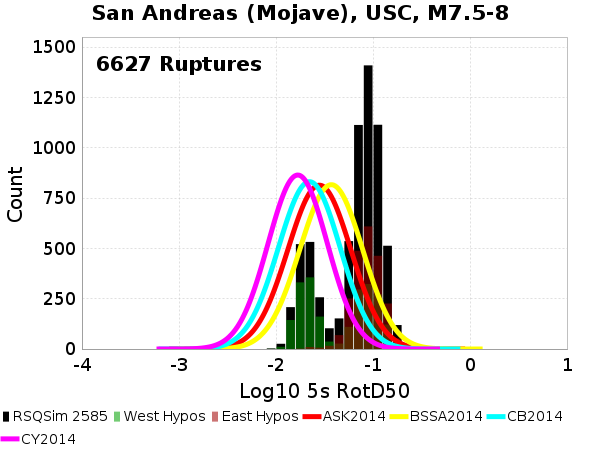 San Andreas (Mojave), USC, M7.5-8
6627 Ruptures
1500
1250
1000
750
500
250
0
Count
-4 -3 -2 -1 0 1
Log10 5s RotD50
RSQSim 2585 West Hypos East Hypos ASK2014 BSSA2014 CB2014
CY2014